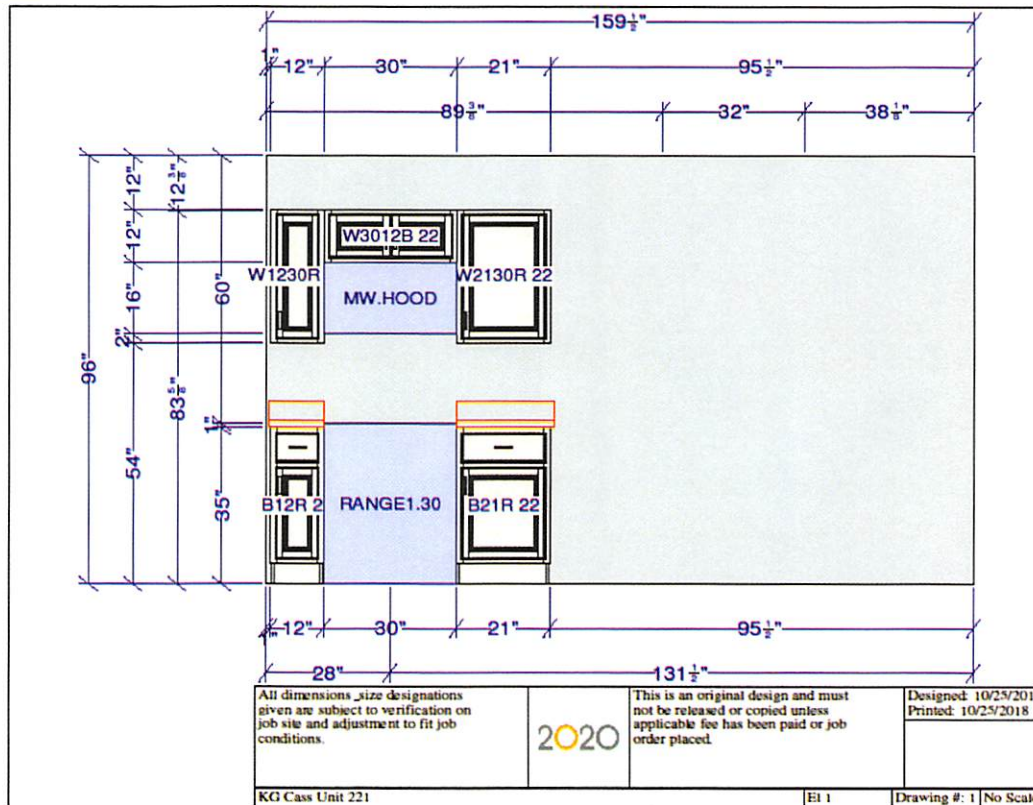 159½"
1" 12" 30" 21" 95½"
89⅜" 32" 38⅛"
96"
12" 12" 16" 2" 54"
12⅜" 83⅝"
60" 1" 35"
W1230R
W3012B 22
W2130R 22
MW.HOOD
B12R 2
RANGE1.30
B21R 22
12" 30" 21" 95½"
28" 131½"
All dimensions_size designations
given are subject to verification on
job site and adjustment to fit job
conditions.
2020
This is an original design and must
not be released or copied unless
applicable fee has been paid or job
order placed.
Designed: 10/25/201
Printed: 10/25/2018
KG Cass Unit 221
El 1
Drawing #: 1
No Scale